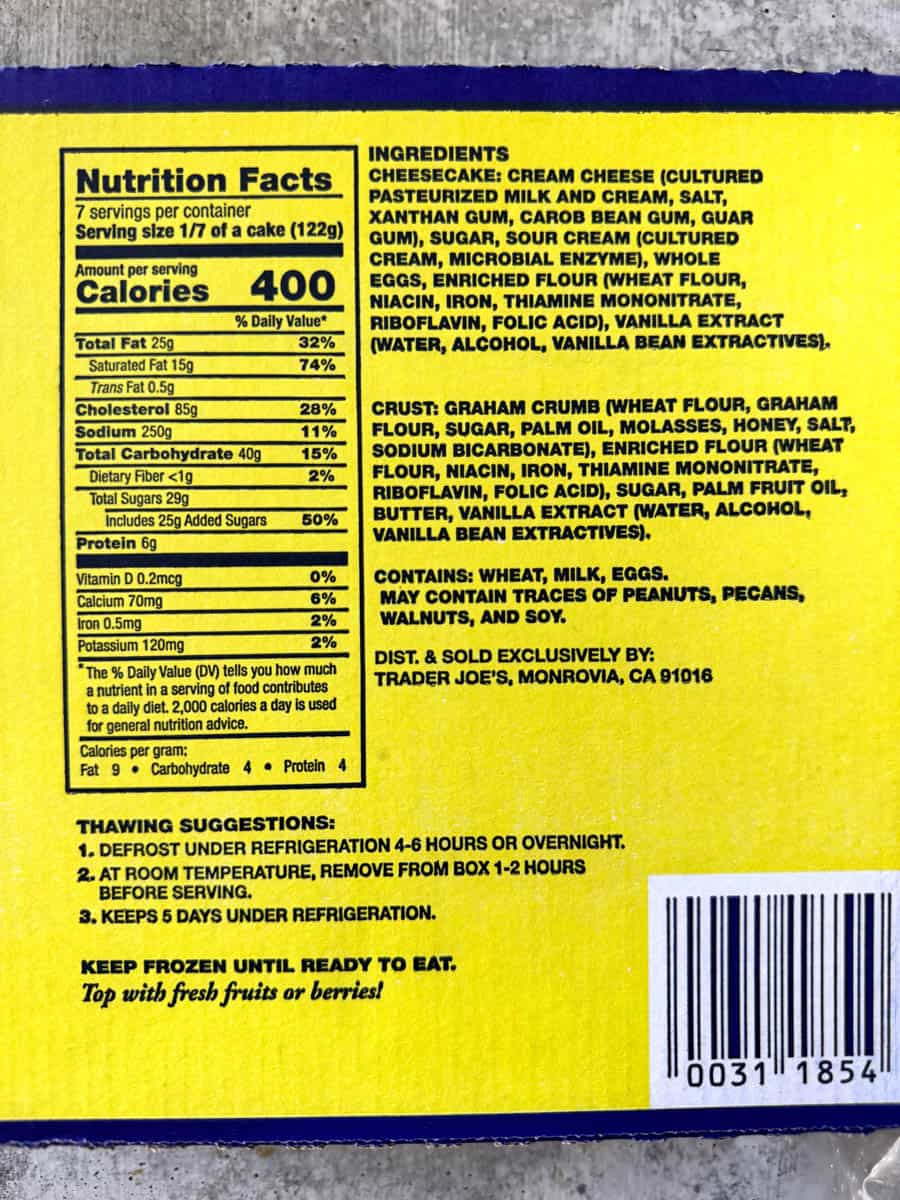 Nutrition Facts
7 servings per container
Serving size 1/7 of a cake (122g)
Amount per serving
Calories 400
% Daily Value*
Total Fat 25g 32%
Saturated Fat 15g 74%
Trans Fat 0.5g
Cholesterol 85g 28%
Sodium 250g 11%
Total Carbohydrate 40g 15%
Dietary Fiber <1g 2%
Total Sugars 29g
Includes 25g Added Sugars 50%
Protein 6g
Vitamin D 0.2mcg 0%
Calcium 70mg 6%
Iron 0.5mg 2%
Potassium 120mg 2%
*The % Daily Value (DV) tells you how much
a nutrient in a serving of food contributes
to a daily diet. 2,000 calories a day is used
for general nutrition advice.
Calories per gram:
Fat 9 • Carbohydrate 4 • Protein 4
INGREDIENTS
CHEESECAKE: CREAM CHEESE (CULTURED
PASTEURIZED MILK AND CREAM, SALT,
XANTHAN GUM, CAROB BEAN GUM, GUAR
GUM), SUGAR, SOUR CREAM (CULTURED
CREAM, MICROBIAL ENZYME), WHOLE
EGGS, ENRICHED FLOUR (WHEAT FLOUR,
NIACIN, IRON, THIAMINE MONONITRATE,
RIBOFLAVIN, FOLIC ACID), VANILLA EXTRACT
(WATER, ALCOHOL, VANILLA BEAN EXTRACTIVES).
CRUST: GRAHAM CRUMB (WHEAT FLOUR, GRAHAM
FLOUR, SUGAR, PALM OIL, MOLASSES, HONEY, SALT,
SODIUM BICARBONATE), ENRICHED FLOUR (WHEAT
FLOUR, NIACIN, IRON, THIAMINE MONONITRATE,
RIBOFLAVIN, FOLIC ACID), SUGAR, PALM FRUIT OIL,
BUTTER, VANILLA EXTRACT (WATER, ALCOHOL,
VANILLA BEAN EXTRACTIVES).
CONTAINS: WHEAT, MILK, EGGS.
MAY CONTAIN TRACES OF PEANUTS, PECANS,
WALNUTS, AND SOY.
DIST. & SOLD EXCLUSIVELY BY:
TRADER JOE'S, MONROVIA, CA 91016
THAWING SUGGESTIONS:
1. DEFROST UNDER REFRIGERATION 4-6 HOURS OR OVERNIGHT.
2. AT ROOM TEMPERATURE, REMOVE FROM BOX 1-2 HOURS
BEFORE SERVING.
3. KEEPS 5 DAYS UNDER REFRIGERATION.
KEEP FROZEN UNTIL READY TO EAT.
Top with fresh fruits or berries!
0031 1854